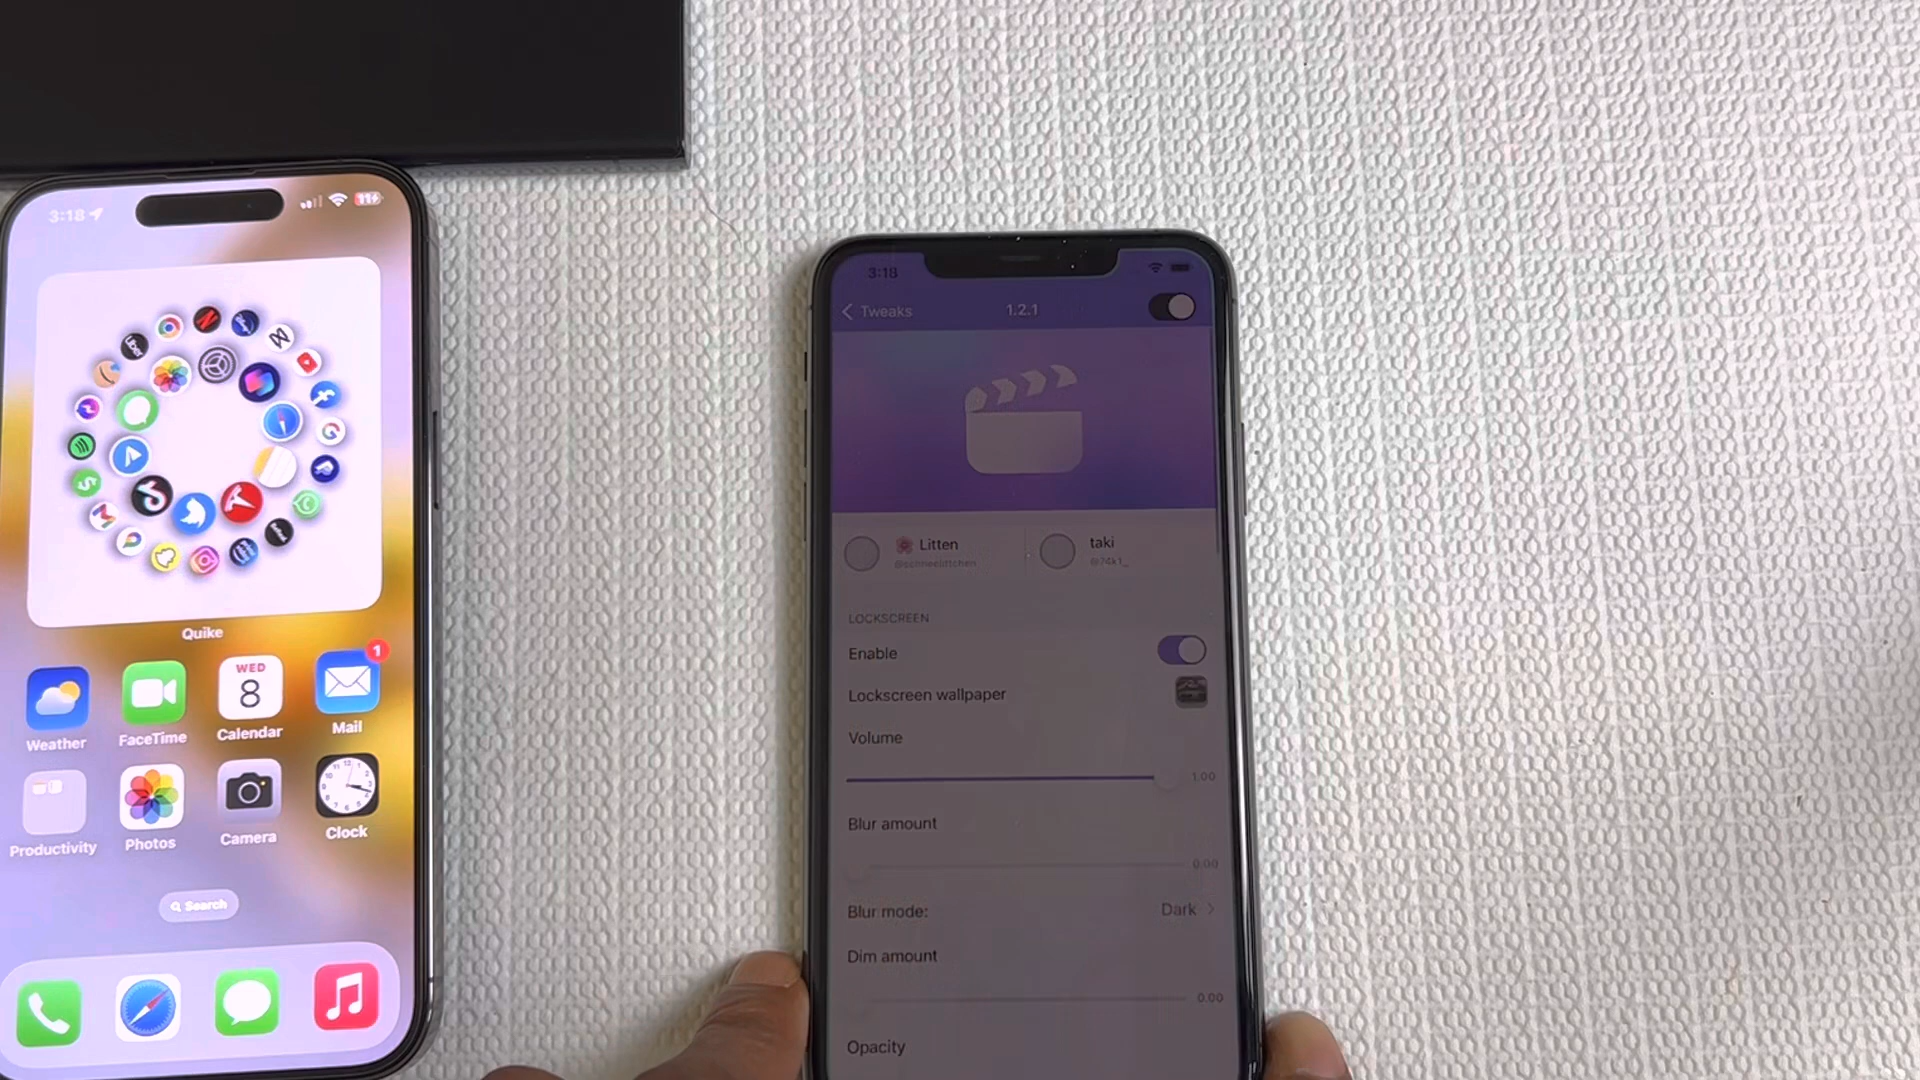 3:18
Quike
Weather
FaceTime
WED
8
Calendar
1
Mail
Productivity
Photos
Camera
Clock
Search
3:18
Tweaks
1.2.1
Litten
@schneelittchen
taki
@74k1_
LOCKSCREEN
Enable
Lockscreen wallpaper
Volume
1.00
Blur amount
0.00
Blur mode:
Dark
Dim amount
0.00
Opacity